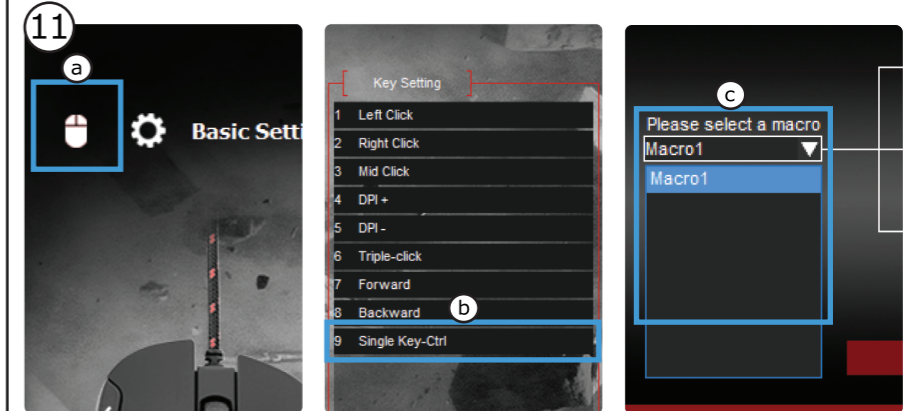 11
a
Basic Setti
Key Setting
1 Left Click
2 Right Click
3 Mid Click
4 DPI +
5 DPI -
6 Triple-click
7 Forward
8 Backward
b
9 Single Key-Ctrl
c
Please select a macro
Macro1
Macro1